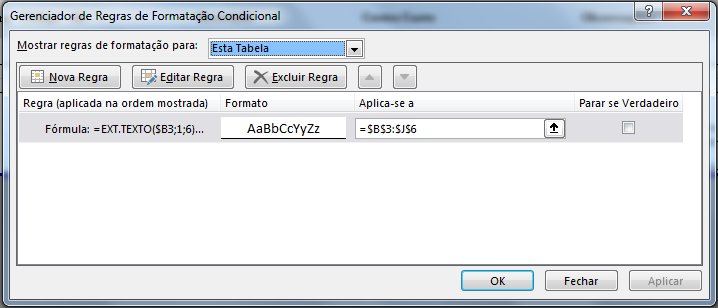 Gerenciador de Regras de Formatação Condicional
Mostrar regras de formatação para: Esta Tabela
Nova Regra Editar Regra Excluir Regra
Regra (aplicada na ordem mostrada) Formato Aplica-se a Parar se Verdadeiro
Fórmula: =EXT.TEXTO($B3;1;6)... AaBbCcYyZz =$B$3:$J$6
OK Fechar Aplicar